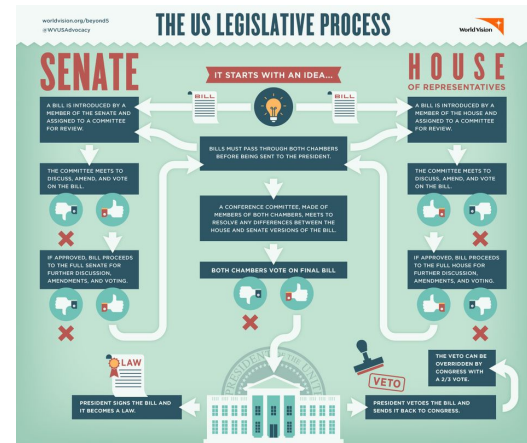 worldvision.org/beyond5
@WVUSAdvocacy
THE US LEGISLATIVE PROCESS
World Vision
SENATE
IT STARTS WITH AN IDEA...
HOUSE
OF REPRESENTATIVES
BILL
BILL
A BILL IS INTRODUCED BY A
MEMBER OF THE SENATE AND
ASSIGNED TO A COMMITTEE
FOR REVIEW.
A BILL IS INTRODUCED BY A
MEMBER OF THE HOUSE AND
ASSIGNED TO A COMMITTEE
FOR REVIEW.
BILLS MUST PASS THROUGH BOTH CHAMBERS
BEFORE BEING SENT TO THE PRESIDENT.
THE COMMITTEE MEETS TO
DISCUSS, AMEND, AND VOTE
ON THE BILL.
THE COMMITTEE MEETS TO
DISCUSS, AMEND, AND VOTE
ON THE BILL.
A CONFERENCE COMMITTEE, MADE OF
MEMBERS OF BOTH CHAMBERS, MEETS TO
RESOLVE ANY DIFFERENCES BETWEEN THE
HOUSE AND SENATE VERSIONS OF THE BILL.
IF APPROVED, BILL PROCEEDS
TO THE FULL SENATE FOR
FURTHER DISCUSSION,
AMENDMENTS, AND VOTING.
IF APPROVED, BILL PROCEEDS
TO THE FULL HOUSE FOR
FURTHER DISCUSSION,
AMENDMENTS, AND VOTING.
BOTH CHAMBERS VOTE ON FINAL BILL
LAW
VETO
THE VETO CAN BE
OVERRIDDEN BY
CONGRESS WITH
A 2/3 VOTE.
PRESIDENT SIGNS THE BILL AND
IT BECOMES A LAW.
PRESIDENT VETOES THE BILL AND
SENDS IT BACK TO CONGRESS.